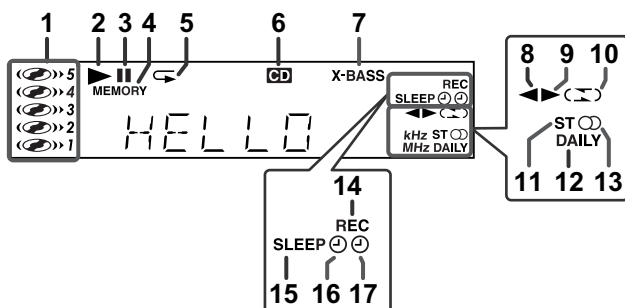 1 2 3 4 5 6 7
5 MEMORY CD X-BASS REC
4 SLEEP
3
2 HELLO kHz ST
1 MHz DAILY
8 9 10
ST
DAILY
11 12 13
14
REC
SLEEP
15 16 17